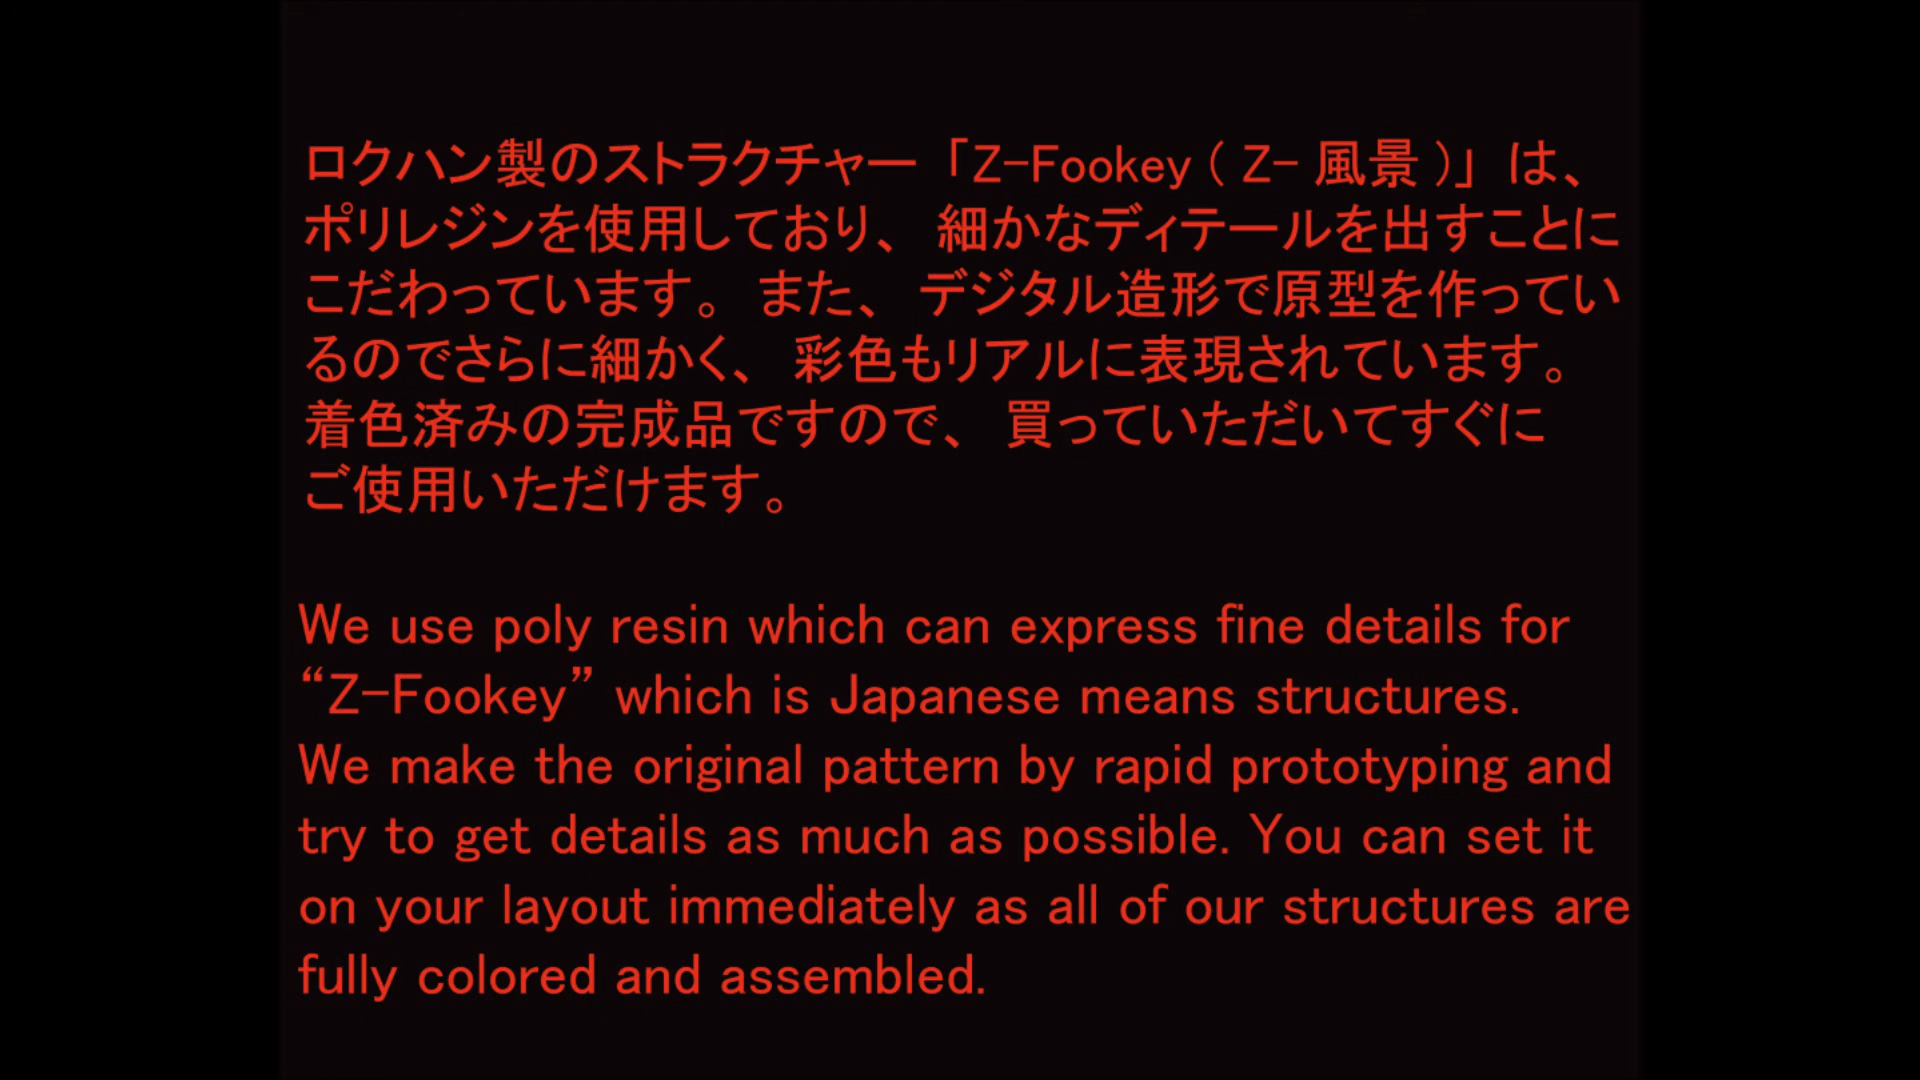 ロクハン製のストラクチャー「Z-Fookey ( Z- 風景 )」は、
ポリレジンを使用しており、細かなディテールを出すことに
こだわっています。また、デジタル造形で原型を作ってい
るのでさらに細かく、彩色もリアルに表現されています。
着色済みの完成品ですので、買っていただいてすぐに
ご使用いただけます。
We use poly resin which can express fine details for
“Z-Fookey” which is Japanese means structures.
We make the original pattern by rapid prototyping and
try to get details as much as possible. You can set it
on your layout immediately as all of our structures are
fully colored and assembled.